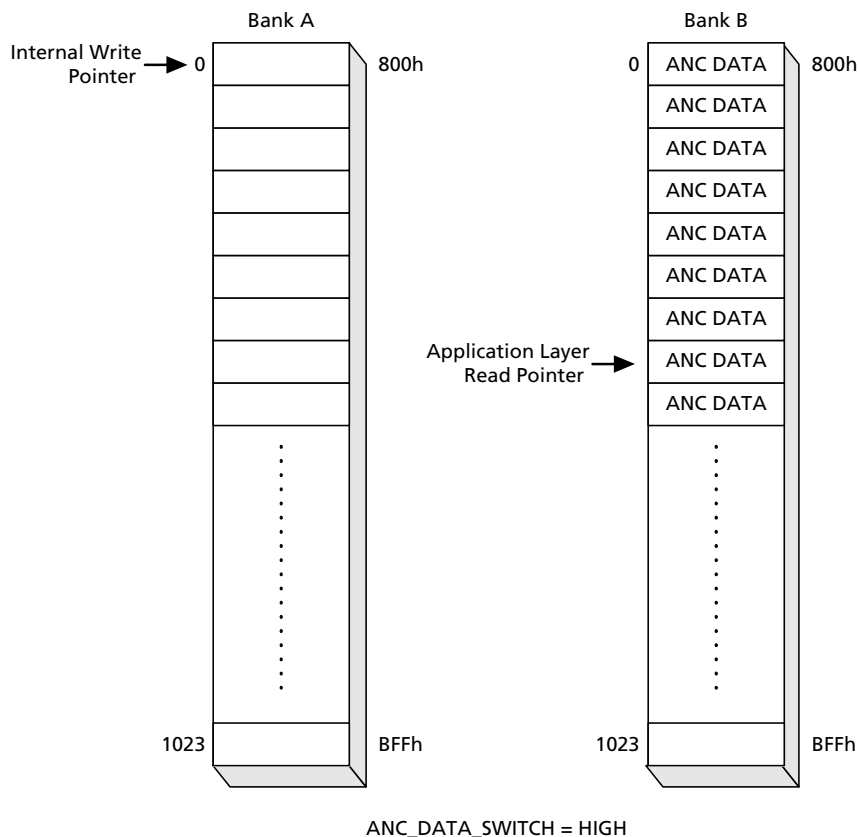 Bank A
Bank B
Internal Write
Pointer
0
800h
0
ANC DATA
800h
ANC DATA
ANC DATA
ANC DATA
ANC DATA
ANC DATA
ANC DATA
Application Layer
Read Pointer
ANC DATA
ANC DATA
1023
BFFh
1023
BFFh
ANC_DATA_SWITCH = HIGH